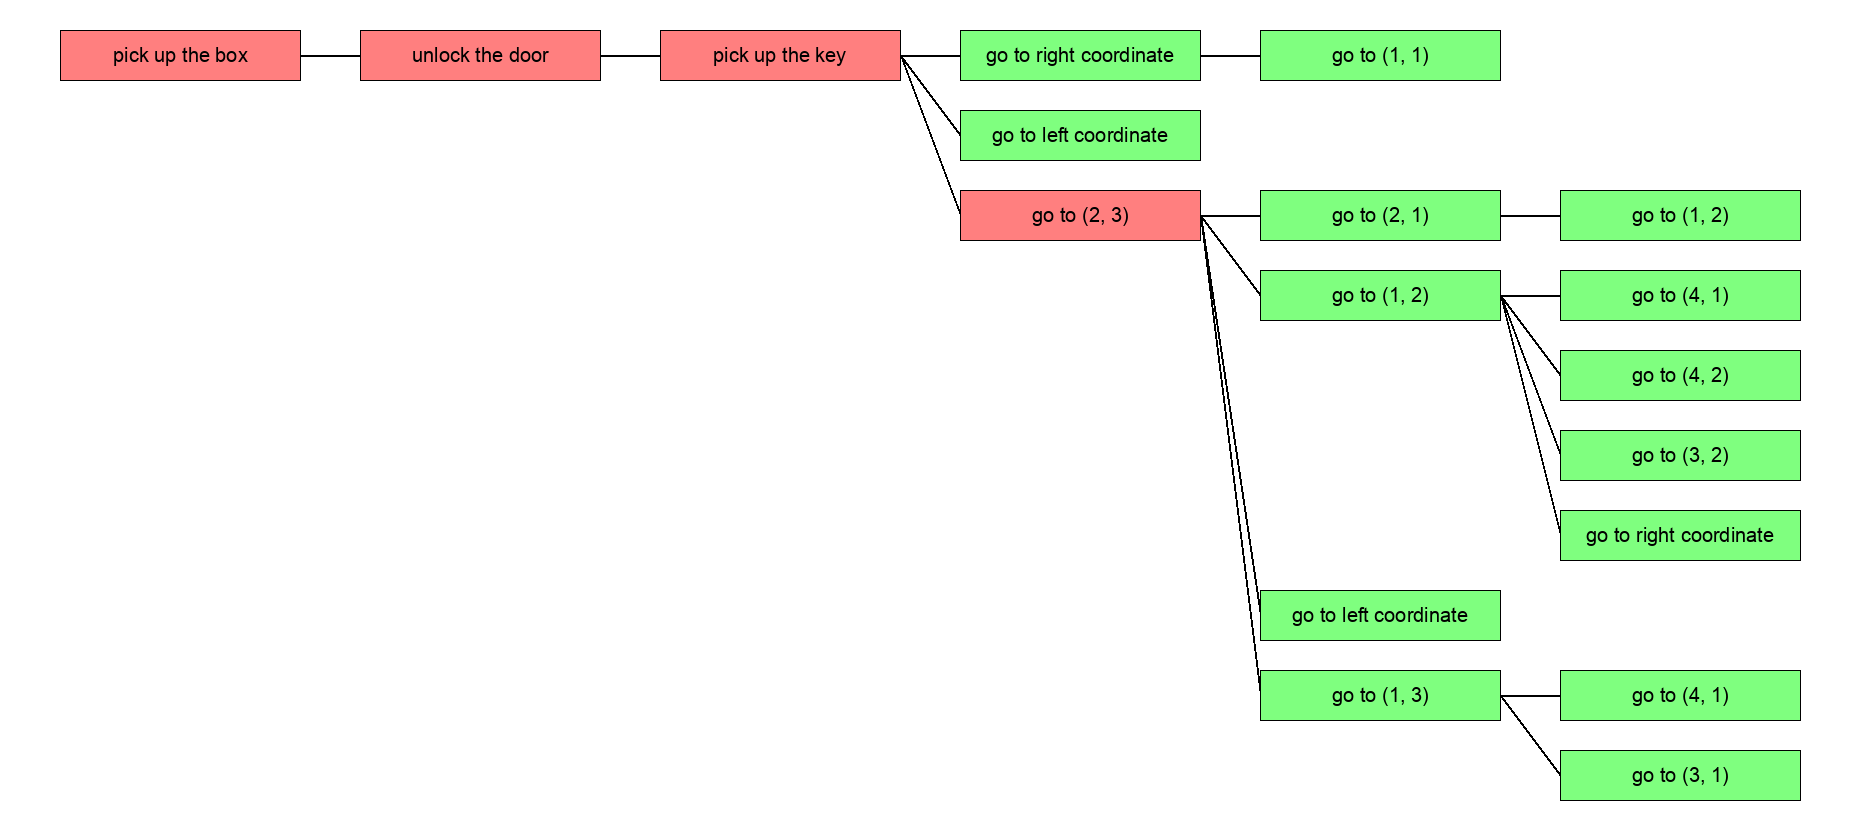 pick up the box
unlock the door
pick up the key
go to right coordinate
go to (1, 1)
go to left coordinate
go to (2, 3)
go to (2, 1)
go to (1, 2)
go to (1, 2)
go to (4, 1)
go to (4, 2)
go to (3, 2)
go to right coordinate
go to left coordinate
go to (1, 3)
go to (4, 1)
go to (3, 1)